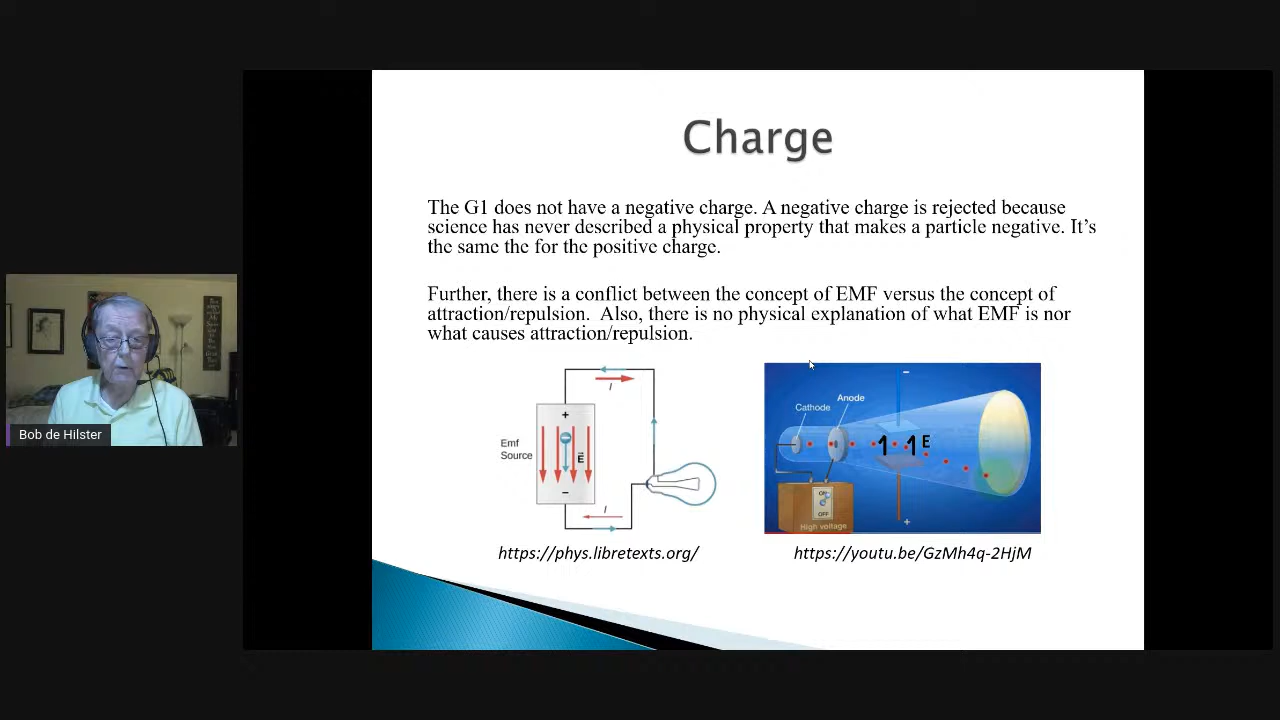 Charge
The G1 does not have a negative charge. A negative charge is rejected because
science has never described a physical property that makes a particle negative. It's
the same the for the positive charge.
Further, there is a conflict between the concept of EMF versus the concept of
attraction/repulsion. Also, there is no physical explanation of what EMF is nor
what causes attraction/repulsion.
+
I
Emf
Source
E
−
I
−
Anode
Cathode
E
ON
OFF
High voltage
+
https://phys.libretexts.org/
https://youtu.be/GzMh4q-2HjM
Bob de Hilster